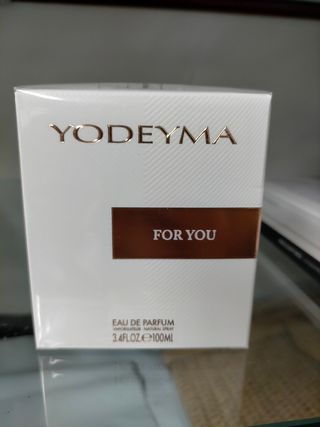 YODEYMA
FOR YOU
EAU DE PARFUM
VAPORISATEUR - NATURAL SPRAY
3.4FL.OZ.℮100ML